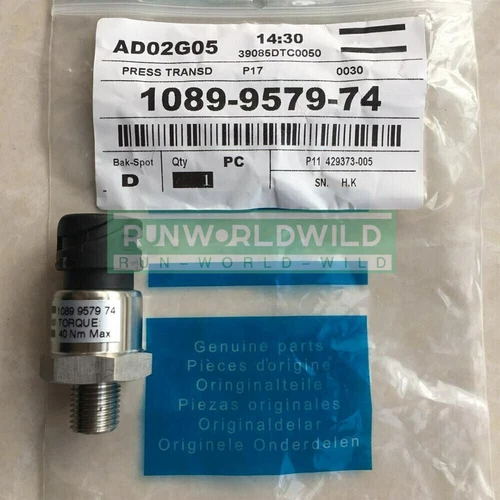 AD02G05
14:30
39085DTC0050
PRESS TRANSD P17 0030
1089-9579-74
Bak-Spot Qty PC P11 429373-005
D 1 SN. H.K
RUNWORLDWILD
RUN-WORLD-WILD
1089 9579 74
TORQUE:
40 Nm Max
Genuine parts
Pièces d'origine
Oringinalteile
Piezas originales
Originaldelar
Originele Onderdelen